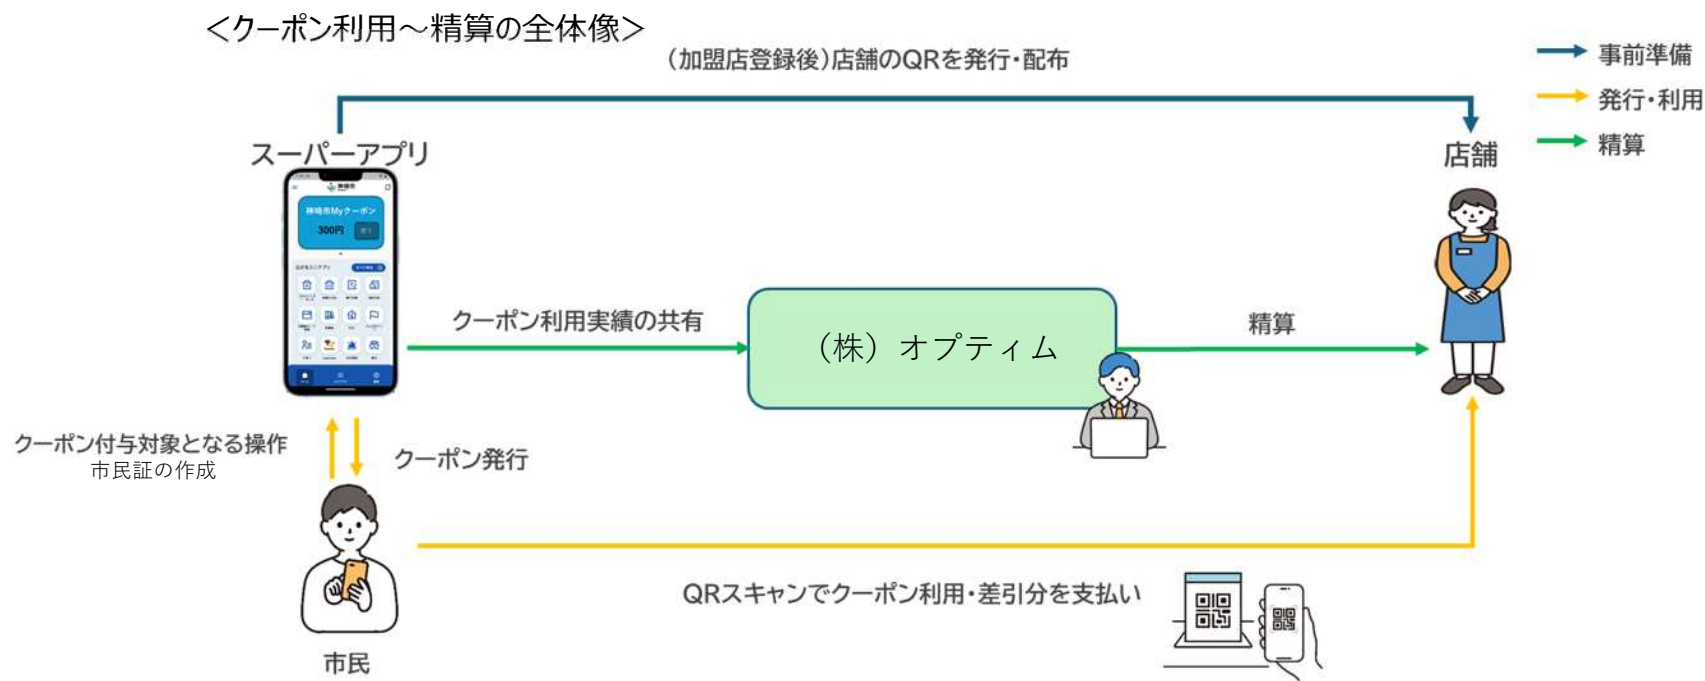 ＜クーポン利用～精算の全体像＞
（加盟店登録後）店舗のQRを発行・配布
事前準備
発行・利用
精算
スーパーアプリ
店舗
神埼市Myクーポン
300円
クーポン利用実績の共有
（株）オプティム
精算
クーポン付与対象となる操作
市民証の作成
クーポン発行
QRスキャンでクーポン利用・差引分を支払い
市民